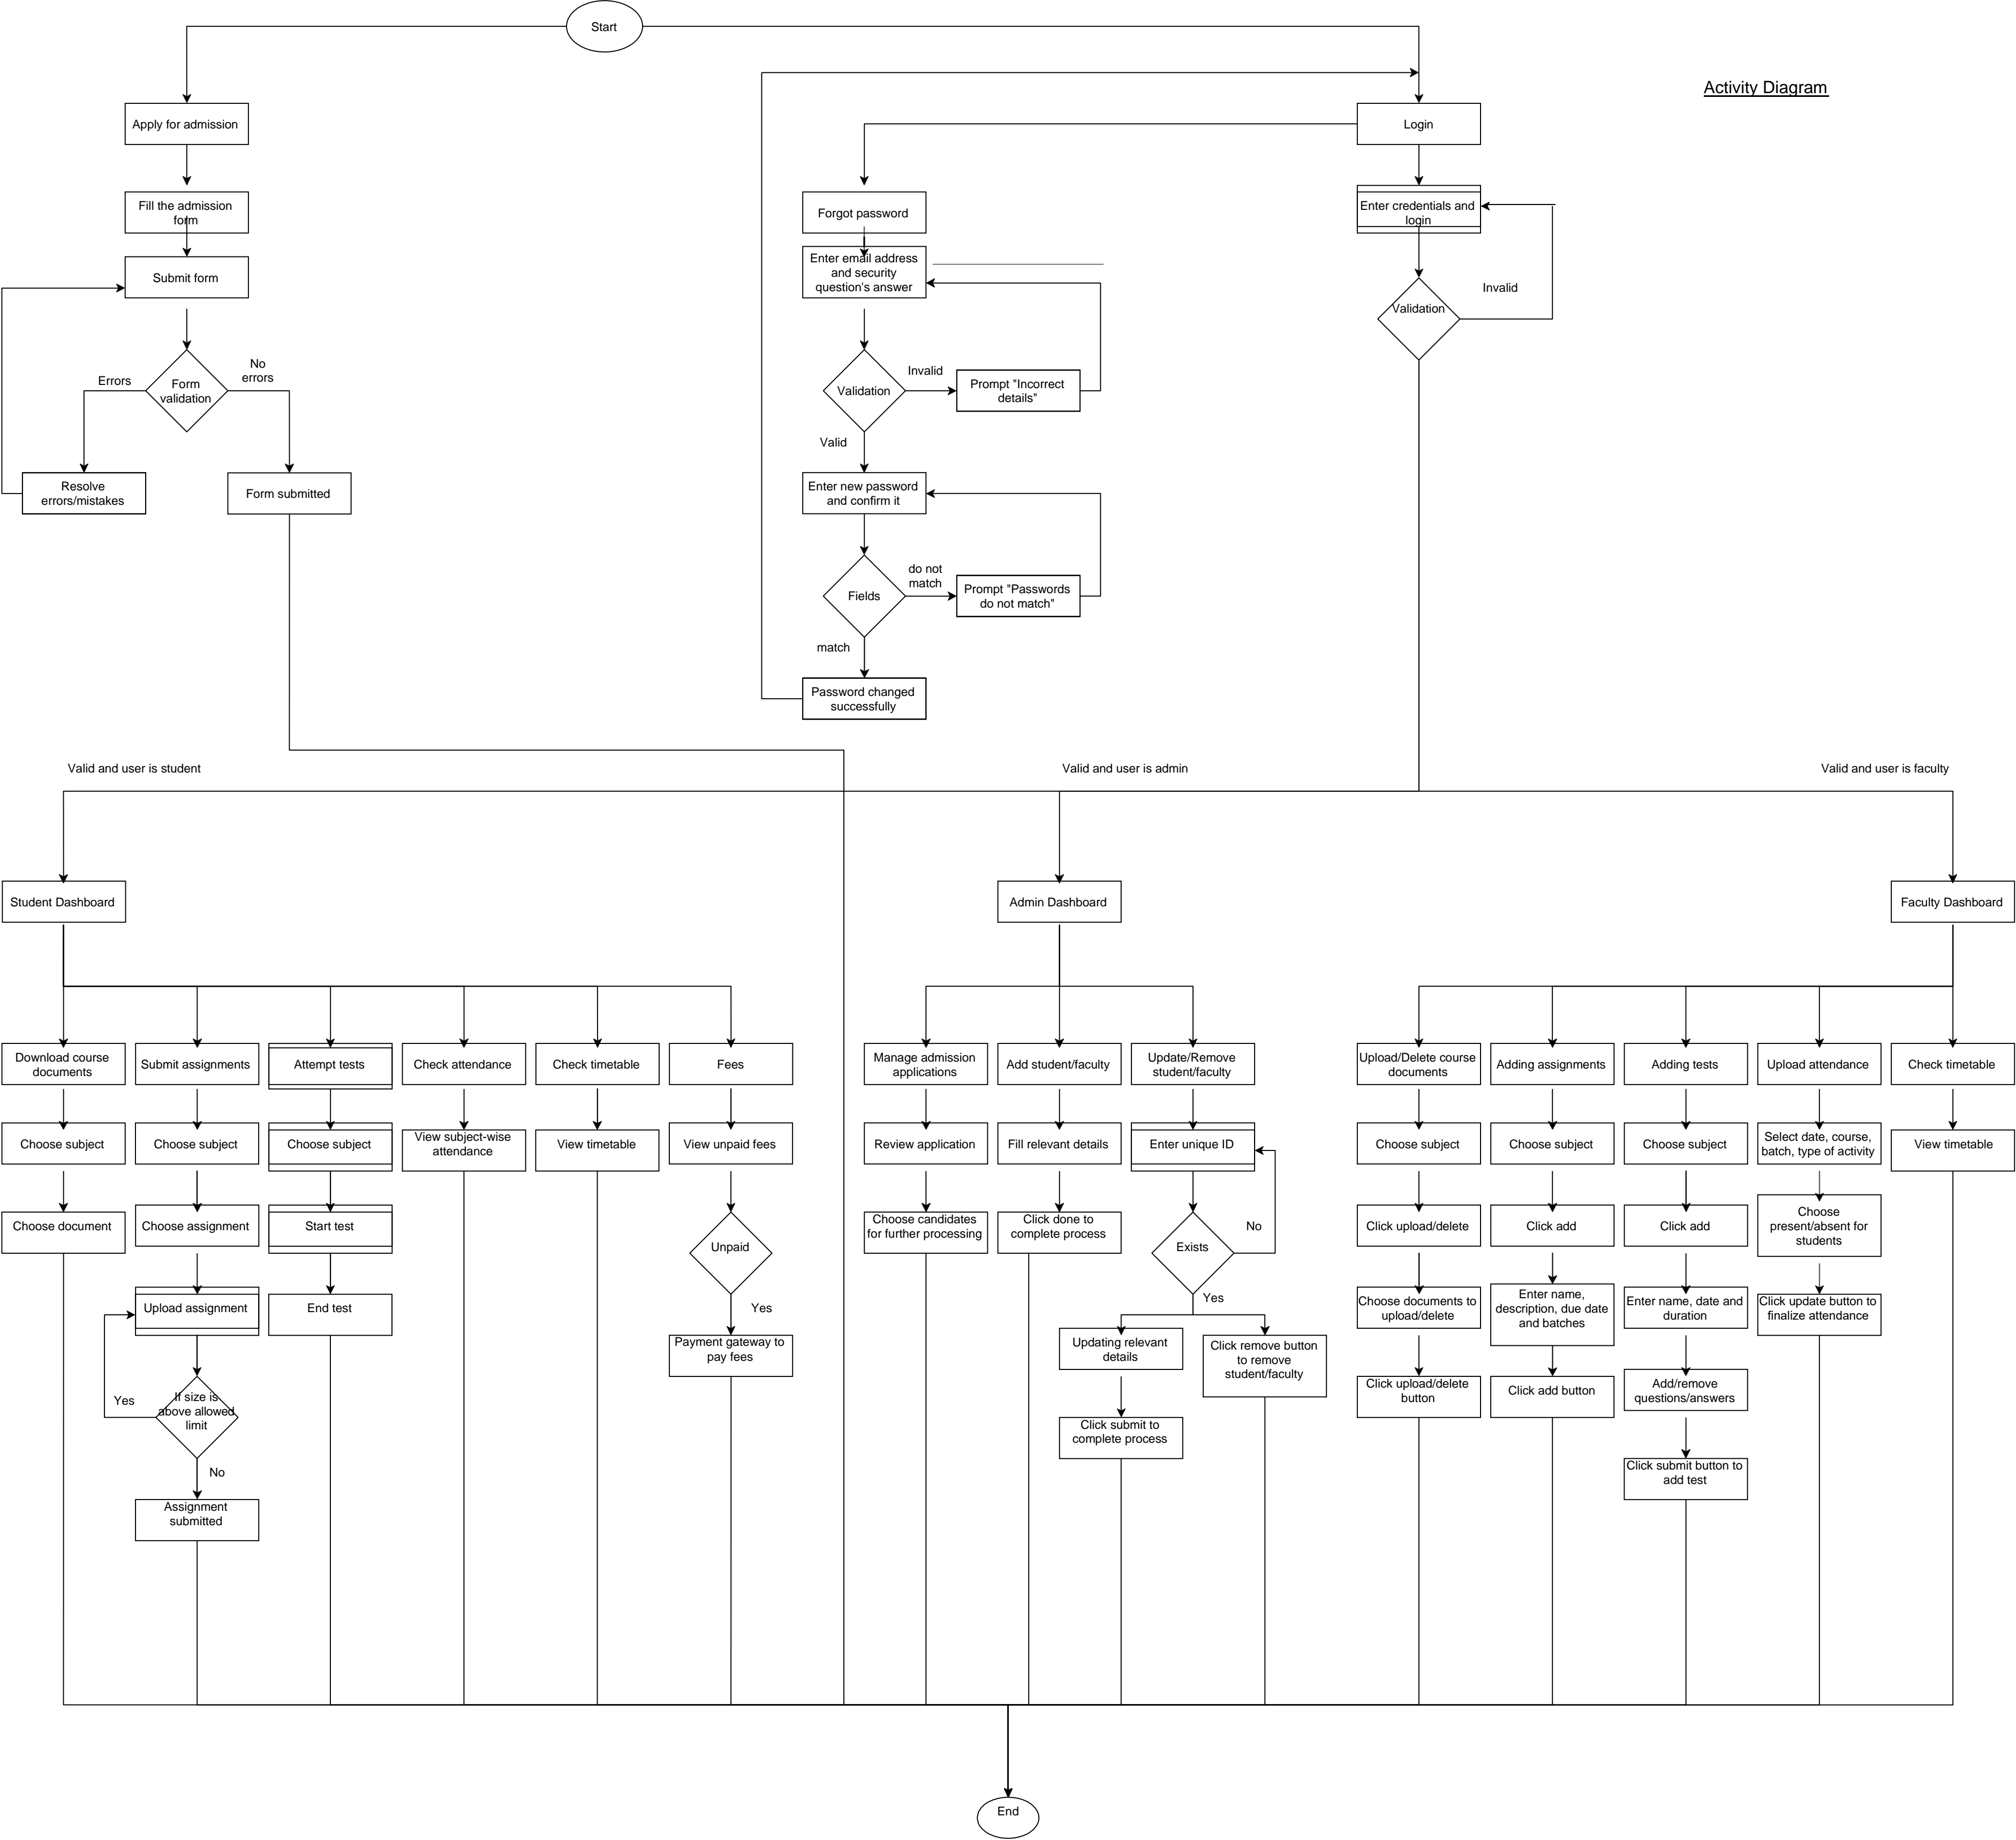 Start
Activity Diagram
Apply for admission
Login
Fill the admission
form
Forgot password
Enter credentials and
login
Submit form
Enter email address
and security
question's answer
Invalid
Validation
Errors
No
errors
Form
validation
Invalid
Validation
Prompt "Incorrect
details"
Valid
Resolve
errors/mistakes
Form submitted
Enter new password
and confirm it
do not
match
Fields
Prompt "Passwords
do not match"
match
Password changed
successfully
Valid and user is student
Valid and user is admin
Valid and user is faculty
Student Dashboard
Admin Dashboard
Faculty Dashboard
Download course
documents
Submit assignments
Attempt tests
Check attendance
Check timetable
Fees
Manage admission
applications
Add student/faculty
Update/Remove
student/faculty
Upload/Delete course
documents
Adding assignments
Adding tests
Upload attendance
Check timetable
Choose subject
Choose subject
Choose subject
View subject-wise
attendance
View timetable
View unpaid fees
Review application
Fill relevant details
Enter unique ID
Choose subject
Choose subject
Choose subject
Select date, course,
batch, type of activity
View timetable
Choose document
Choose assignment
Start test
Unpaid
Choose candidates
for further processing
Click done to
complete process
Exists
No
Click upload/delete
Click add
Click add
Choose
present/absent for
students
Upload assignment
End test
Yes
Yes
Choose documents to
upload/delete
Enter name,
description, due date
and batches
Enter name, date and
duration
Click update button to
finalize attendance
Payment gateway to
pay fees
Updating relevant
details
Click remove button
to remove
student/faculty
Yes
If size is
above allowed
limit
Click upload/delete
button
Click add button
Add/remove
questions/answers
Click submit to
complete process
No
Click submit button to
add test
Assignment
submitted
End